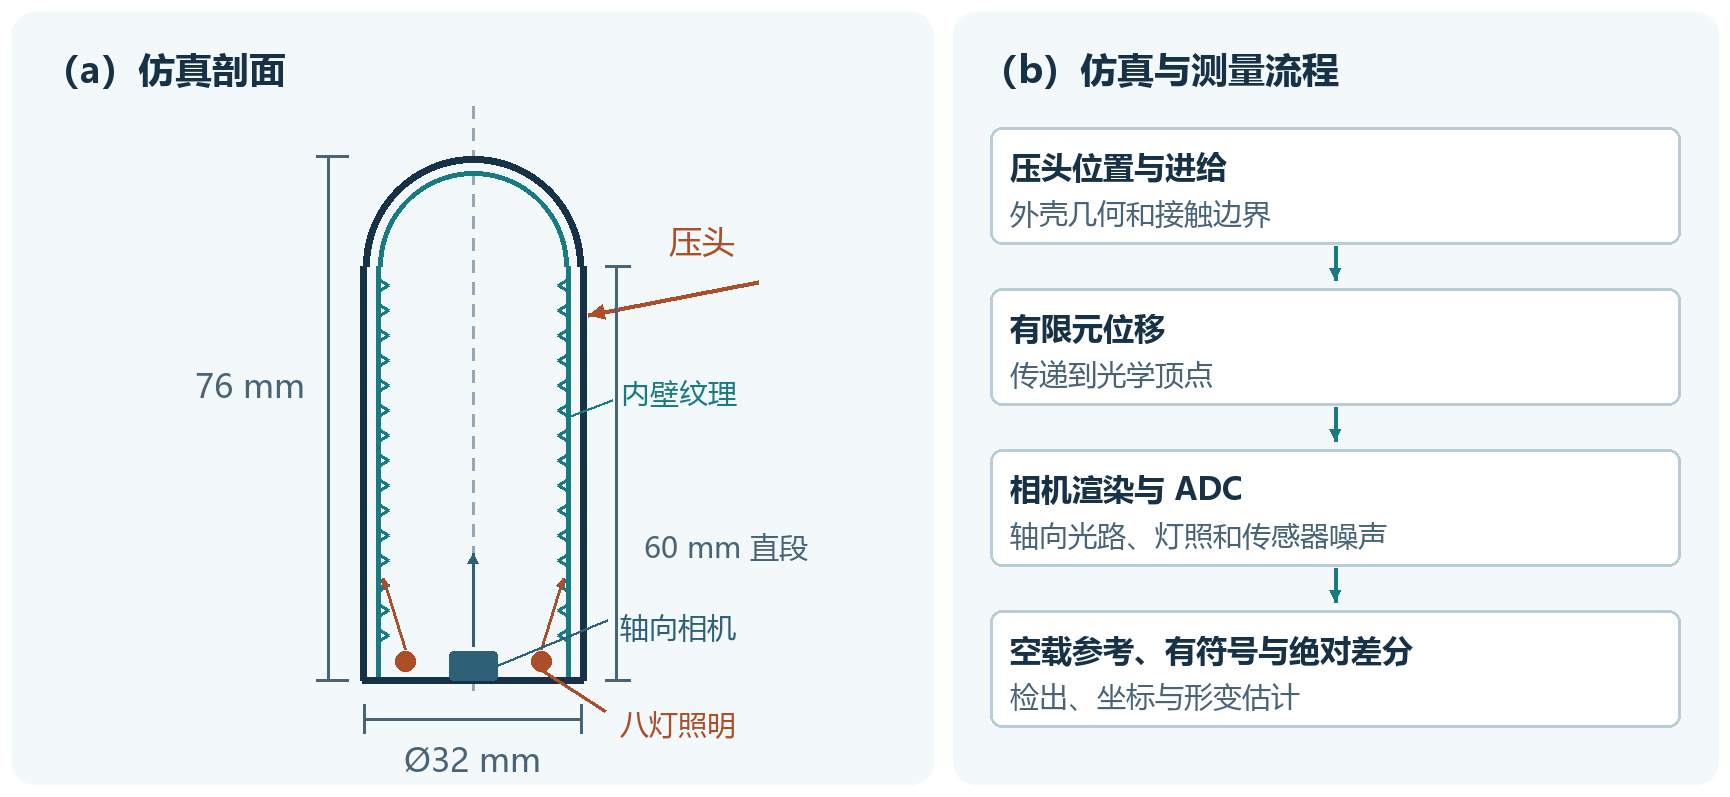 （a）仿真剖面
压头
76 mm
内壁纹理
60 mm 直段
轴向相机
八灯照明
Ø32 mm
（b）仿真与测量流程
压头位置与进给
外壳几何和接触边界
有限元位移
传递到光学顶点
相机渲染与 ADC
轴向光路、灯照和传感器噪声
空载参考、有符号与绝对差分
检出、坐标与形变估计